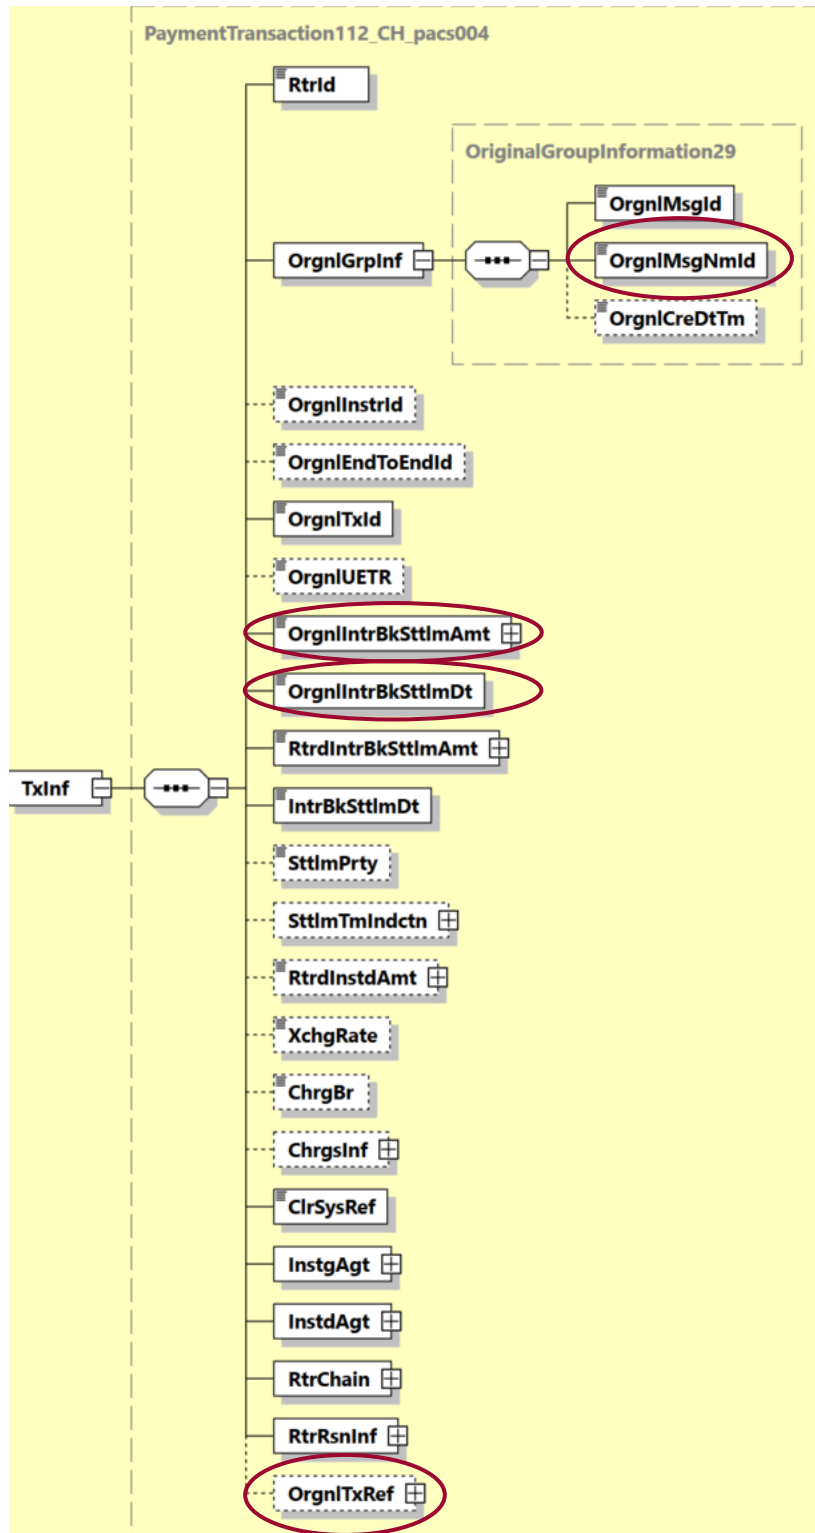 PaymentTransaction112_CH_pacs004
RtrId
OriginalGroupInformation29
OrgnlMsgId
OrgnlGrpInf
OrgnlMsgNmId
OrgnlCreDtTm
OrgnlInstrId
OrgnlEndToEndId
OrgnlTxId
OrgnlUETR
OrgnlIntrBkSttlmAmt
OrgnlIntrBkSttlmDt
RtrdIntrBkSttlmAmt
TxInf
IntrBkSttlmDt
SttlmPrty
SttlmTmIndctn
RtrdInstdAmt
XchgRate
ChrgBr
ChrgsInf
ClrSysRef
InstgAgt
InstdAgt
RtrChain
RtrRsnInf
OrgnlTxRef